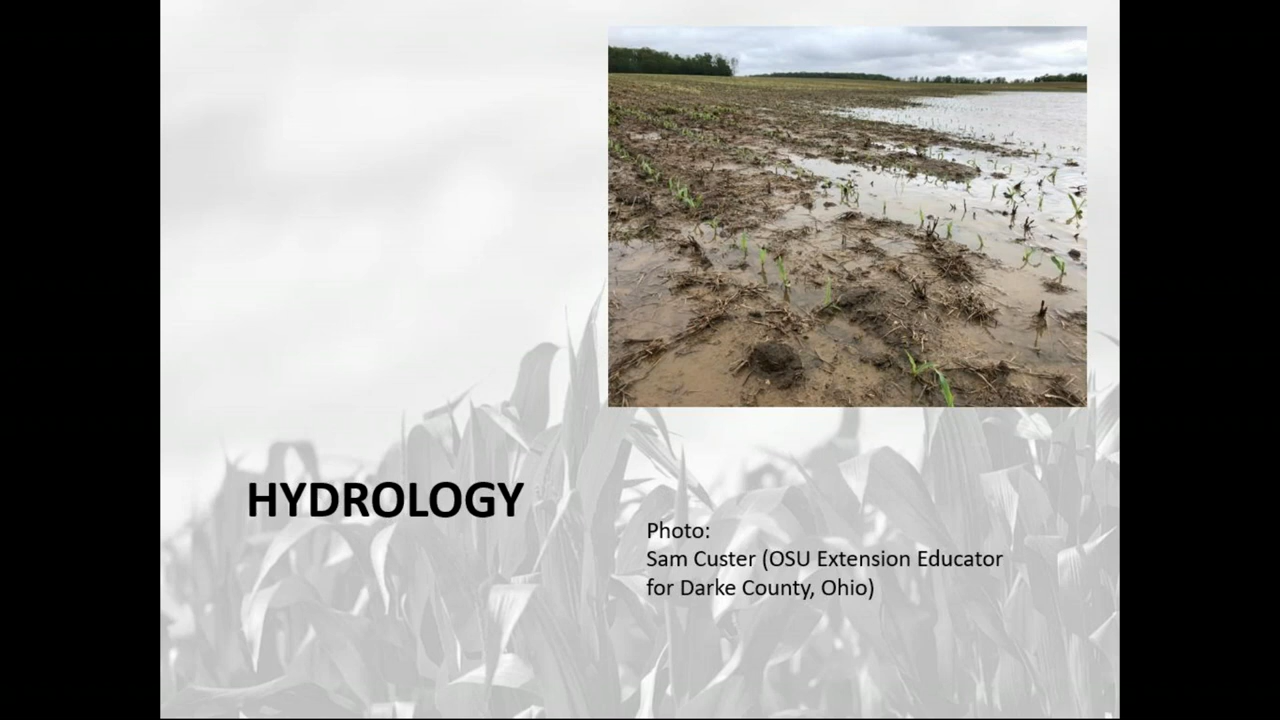 HYDROLOGY
Photo:
Sam Custer (OSU Extension Educator
for Darke County, Ohio)